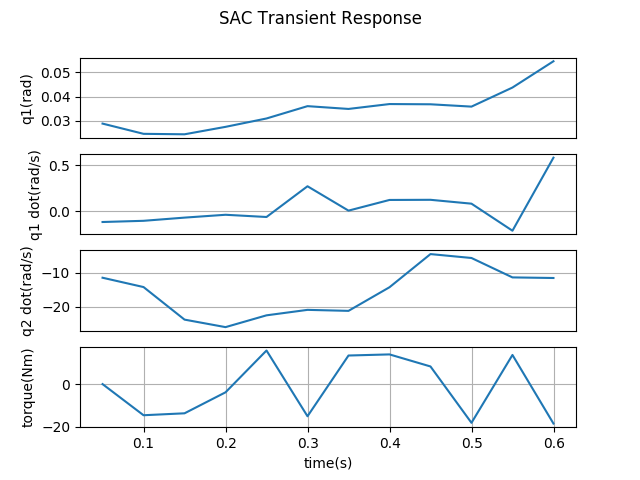 SAC Transient Response
q1(rad)
0.05
0.04
0.03
q1 dot(rad/s)
0.5
0.0
q2 dot(rad/s)
−10
−20
torque(Nm)
0
−20
0.1 0.2 0.3 0.4 0.5 0.6
time(s)